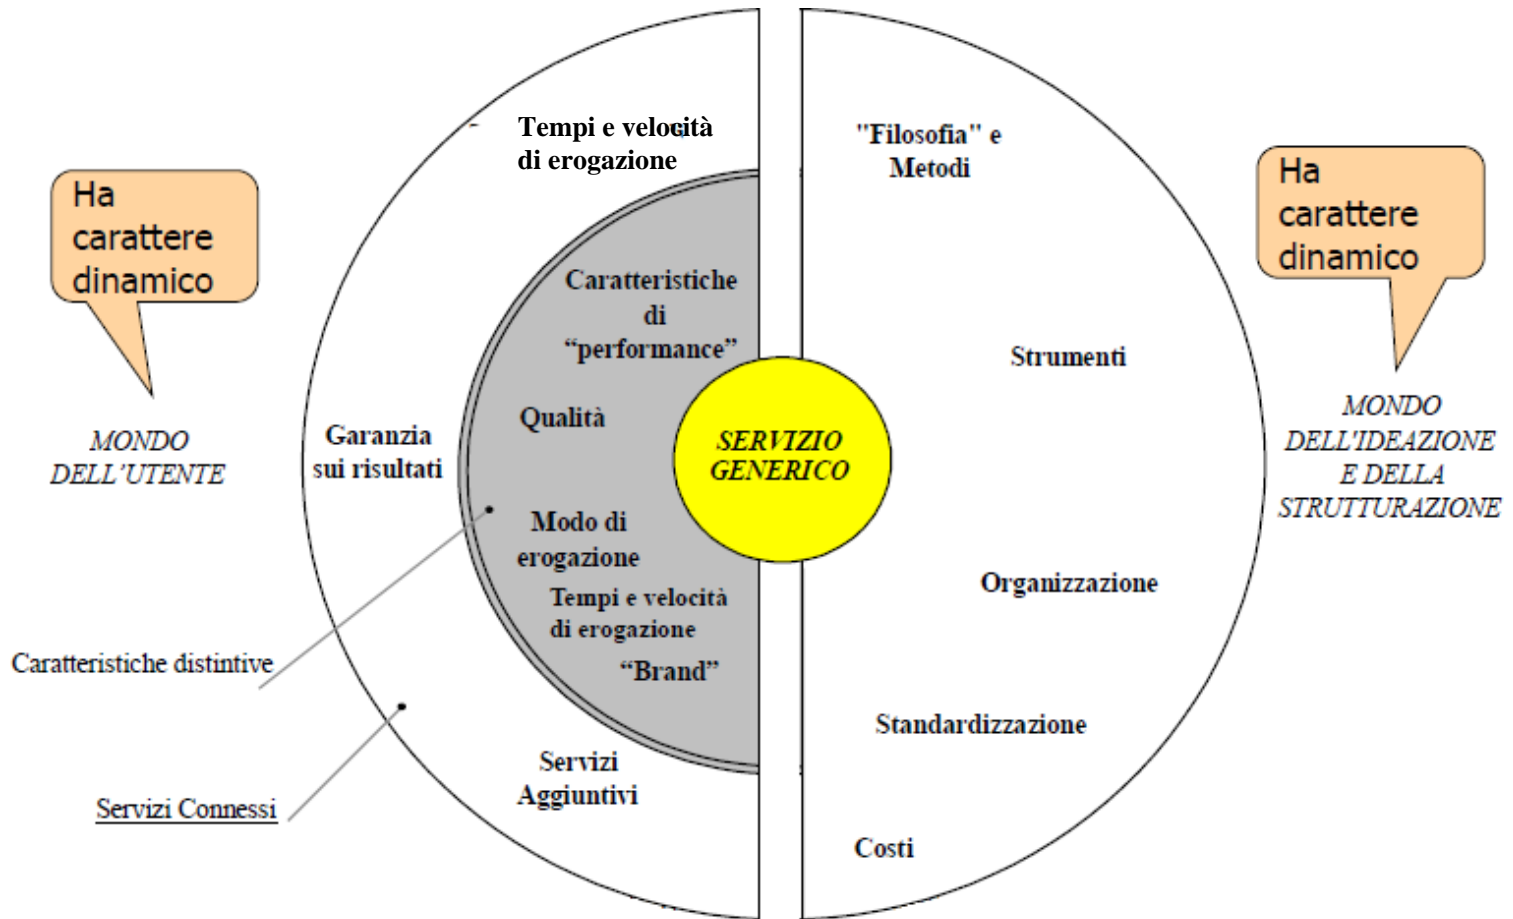 Tempi e velocità
di erogazione
"Filosofia" e
Metodi
Ha
carattere
dinamico
Ha
carattere
dinamico
Caratteristiche
di
“performance”
Strumenti
Qualità
MONDO
DELL’UTENTE
Garanzia
sui risultati
SERVIZIO
GENERICO
MONDO
DELL'IDEAZIONE
E DELLA
STRUTTURAZIONE
Modo di
erogazione
Tempi e velocità
di erogazione
“Brand”
Organizzazione
Caratteristiche distintive
Standardizzazione
Servizi
Aggiuntivi
Servizi Connessi
Costi